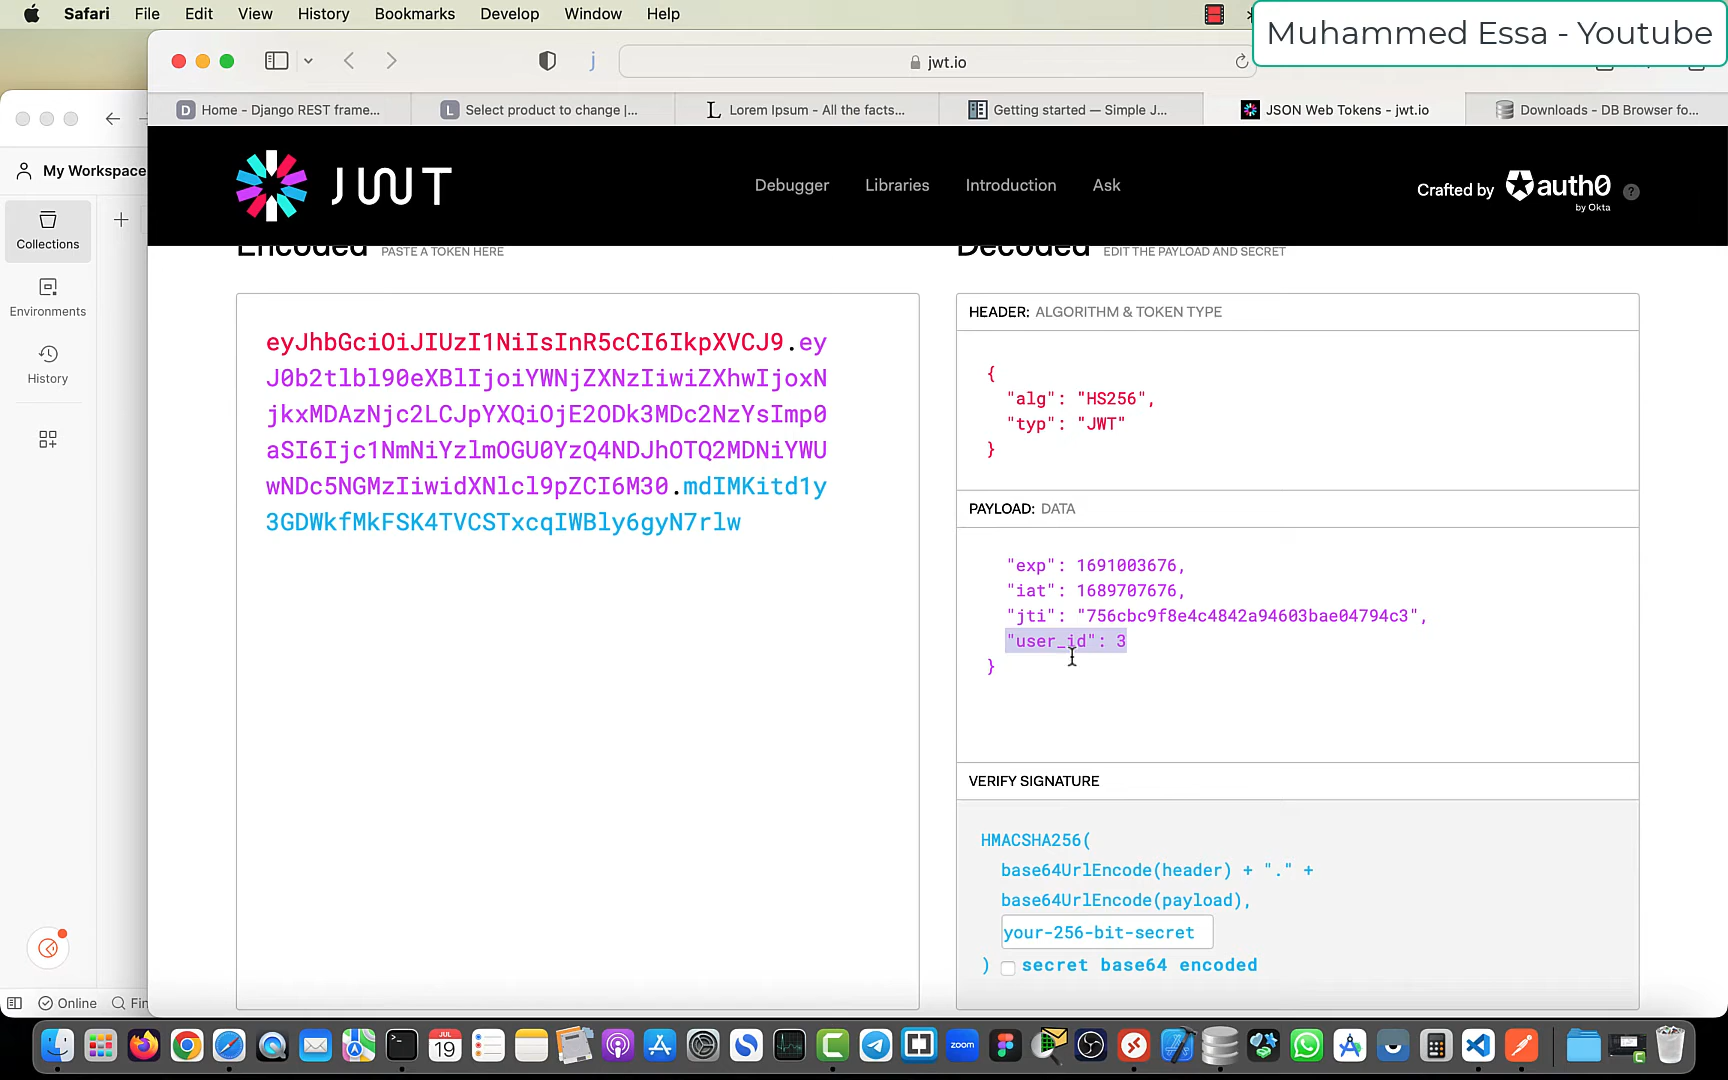 Safari File Edit View History Bookmarks Develop Window Help
Muhammed Essa - Youtube
jwt.io
Home - Django REST frame...
Select product to change |...
Lorem Ipsum - All the facts...
Getting started — Simple J...
JSON Web Tokens - jwt.io
Downloads - DB Browser fo...
My Workspace
Collections
Environments
History
Online
Fin
JWT
Debugger Libraries Introduction Ask
Crafted by auth0
by Okta
?
Encoded PASTE A TOKEN HERE
eyJhbGciOiJIUzI1NiIsInR5cCI6IkpXVCJ9.ey
J0b2tlbl90eXBlIjoiYWNjZXNzIiwiZXhwIjoxN
jkxMDAzNjc2LCJpYXQiOjE2ODk3MDc2NzYsImp0
aSI6Ijc1NmNiYzlmOGU0YzQ4NDJhOTQ2MDNiYWU
wNDc5NGMzIiwidXNlcl9pZCI6M30.mdIMKitd1y
3GDWkfMkFSK4TVCSTxcqIWBly6gyN7rlw
Decoded EDIT THE PAYLOAD AND SECRET
HEADER: ALGORITHM & TOKEN TYPE
{
"alg": "HS256",
"typ": "JWT"
}
PAYLOAD: DATA
"exp": 1691003676,
"iat": 1689707676,
"jti": "756cbc9f8e4c4842a94603bae04794c3",
"user_id": 3
}
VERIFY SIGNATURE
HMACSHA256(
base64UrlEncode(header) + "." +
base64UrlEncode(payload),
your-256-bit-secret
) secret base64 encoded
JUL
19
zoom